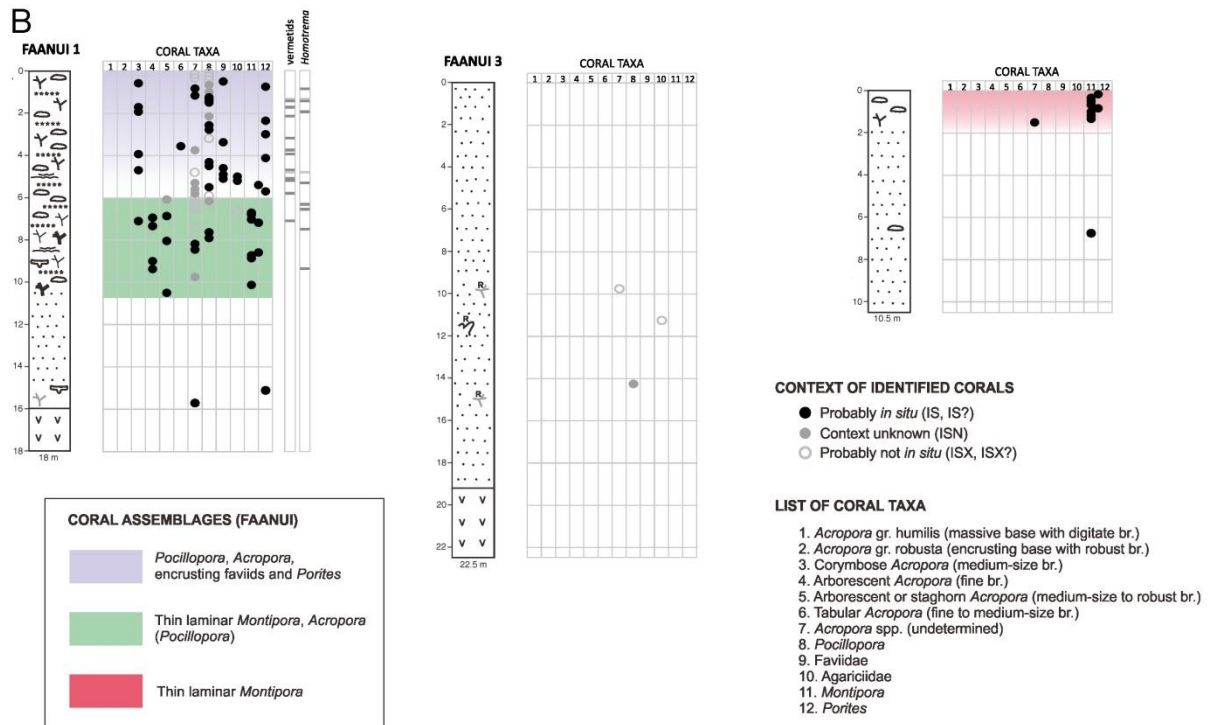 B
FAANUI 1
CORAL TAXA
vermetids
Homotrema
1 2 3 4 5 6 7 8 9 10 11 12
0
2
4
6
8
10
12
14
16
18
18 m
FAANUI 3
CORAL TAXA
1 2 3 4 5 6 7 8 9 10 11 12
0
2
4
6
8
10
12
14
16
18
20
22
R
R
R
22.5 m
CORAL TAXA
1 2 3 4 5 6 7 8 9 10 11 12
0
2
4
6
8
10
10.5 m
CONTEXT OF IDENTIFIED CORALS
Probably in situ (IS, IS?)
Context unknown (ISN)
Probably not in situ (ISX, ISX?)
CORAL ASSEMBLAGES (FAANUI)
Pocillopora, Acropora,
encrusting faviids and Porites
Thin laminar Montipora, Acropora
(Pocillopora)
Thin laminar Montipora
LIST OF CORAL TAXA
1. Acropora gr. humilis (massive base with digitate br.)
2. Acropora gr. robusta (encrusting base with robust br.)
3. Corymbose Acropora (medium-size br.)
4. Arborescent Acropora (fine br.)
5. Arborescent or staghorn Acropora (medium-size to robust br.)
6. Tabular Acropora (fine to medium-size br.)
7. Acropora spp. (undetermined)
8. Pocillopora
9. Faviidae
10. Agariciidae
11. Montipora
12. Porites